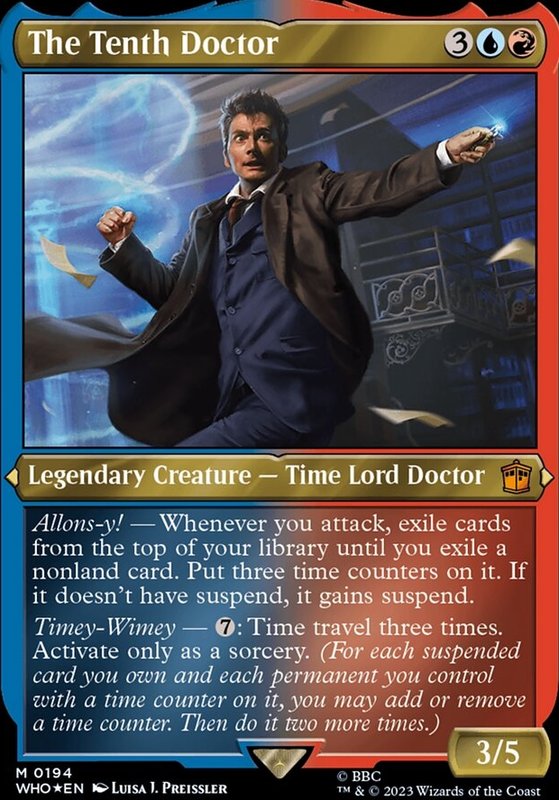 The Tenth Doctor 3
Legendary Creature — Time Lord Doctor
Allons-y! — Whenever you attack, exile cards
from the top of your library until you exile a
nonland card. Put three time counters on it. If
it doesn't have suspend, it gains suspend.
Timey-Wimey — 7: Time travel three times.
Activate only as a sorcery. (For each suspended
card you own and each permanent you control
with a time counter on it, you may add or remove
a time counter. Then do it two more times.)
3/5
M 0194
WHO★EN Luisa J. Preissler
© BBC
™ & © 2023 Wizards of the Coast